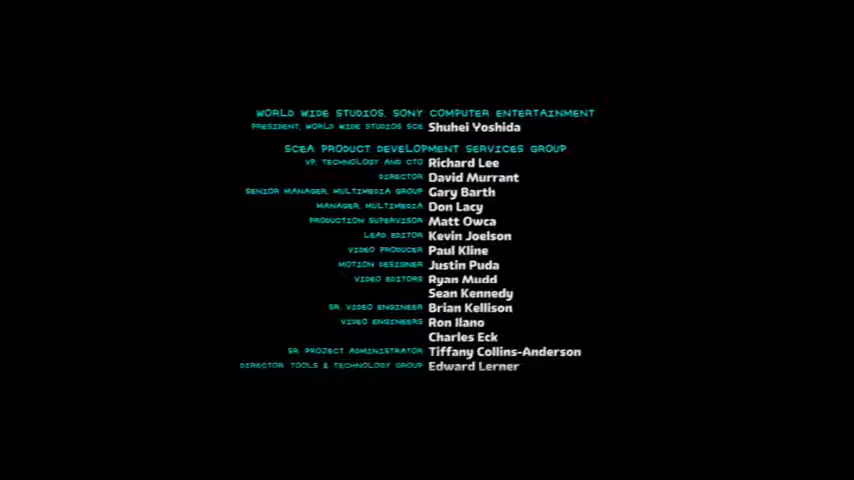 WORLD WIDE STUDIOS, SONY COMPUTER ENTERTAINMENT
PRESIDENT, WORLD WIDE STUDIOS SCE Shuhei Yoshida
SCEA PRODUCT DEVELOPMENT SERVICES GROUP
VP, TECHNOLOGY AND CTO Richard Lee
DIRECTOR David Murrant
SENIOR MANAGER, MULTIMEDIA GROUP Gary Barth
MANAGER, MULTIMEDIA Don Lacy
PRODUCTION SUPERVISOR Matt Owca
LEAD EDITOR Kevin Joelson
VIDEO PRODUCER Paul Kline
MOTION DESIGNER Justin Puda
VIDEO EDITORS Ryan Mudd
Sean Kennedy
SR. VIDEO ENGINEER Brian Kellison
VIDEO ENGINEERS Ron Ilano
Charles Eck
SR. PROJECT ADMINISTRATOR Tiffany Collins-Anderson
DIRECTOR TOOLS & TECHNOLOGY GROUP Edward Lerner